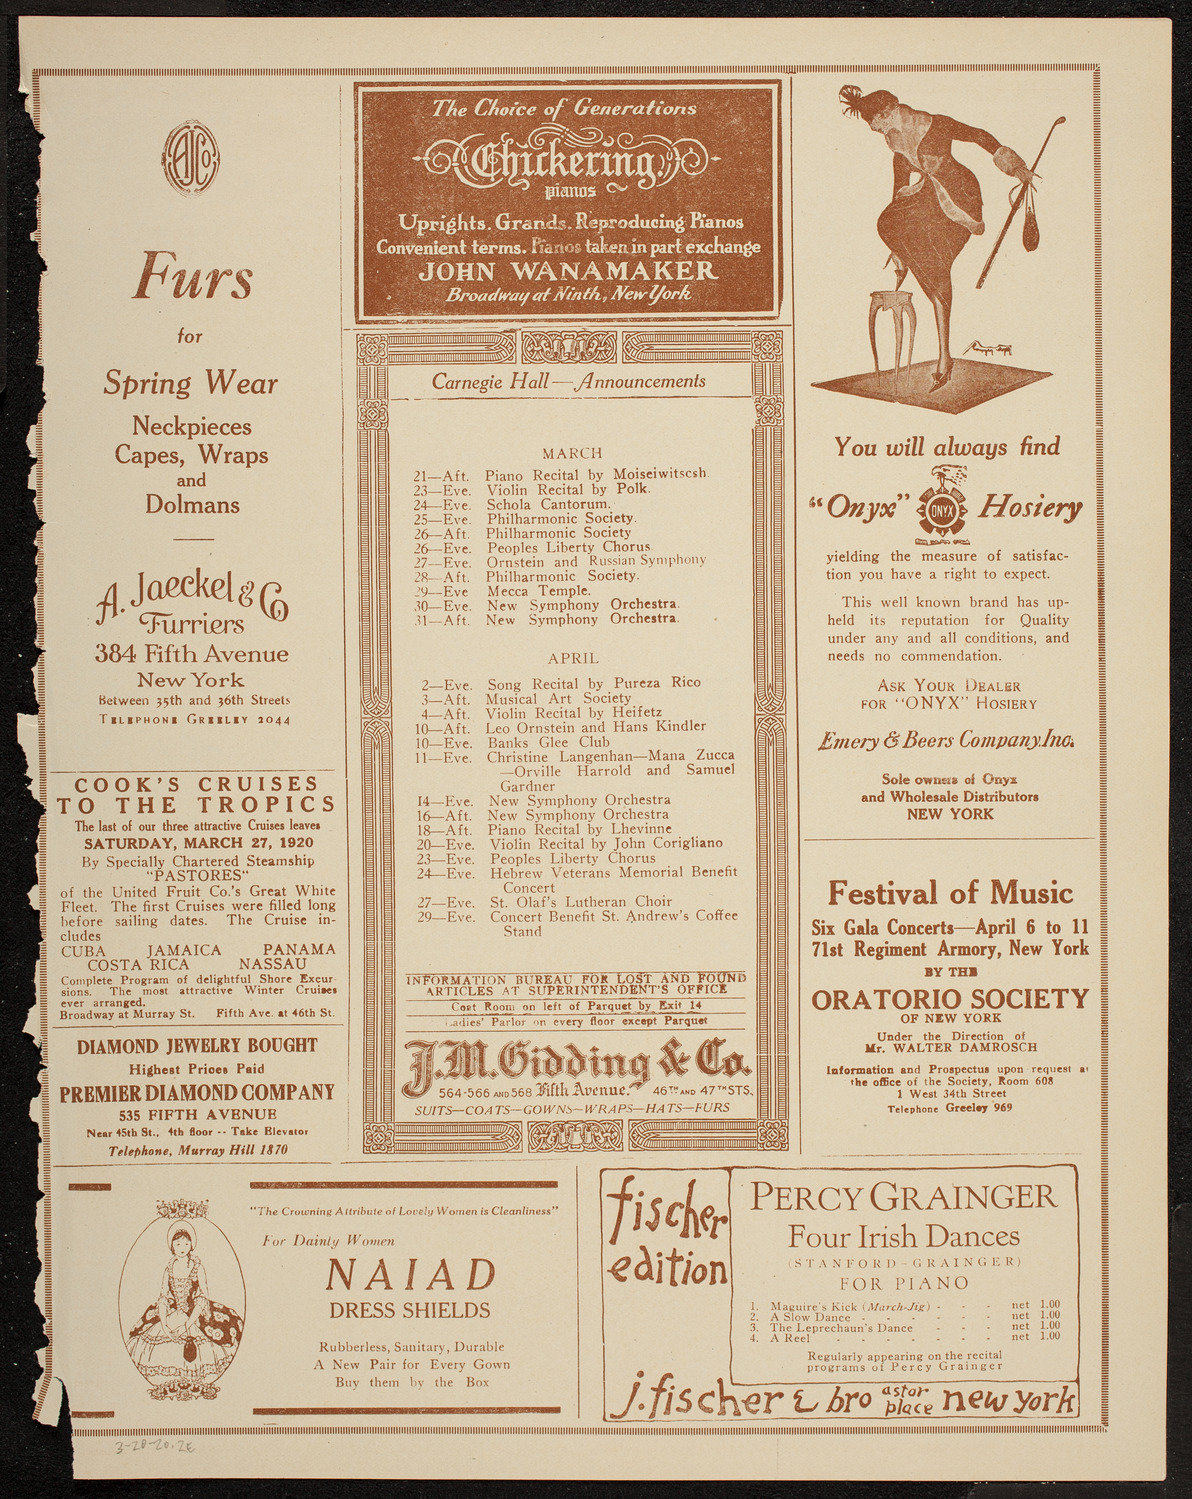 AJCo
Furs
for
Spring Wear
Neckpieces
Capes, Wraps
and
Dolmans
A. Jaeckel & Co
Furriers
384 Fifth Avenue
New York
Between 35th and 36th Streets
TELEPHONE GREELEY 2044
COOK'S CRUISES
TO THE TROPICS
The last of our three attractive Cruises leaves
SATURDAY, MARCH 27, 1920
By Specially Chartered Steamship
"PASTORES"
of the United Fruit Co.'s Great White
Fleet. The first Cruises were filled long
before sailing dates. The Cruise in-
cludes
CUBA JAMAICA PANAMA
COSTA RICA NASSAU
Complete Program of delightful Shore Excur-
sions. The most attractive Winter Cruises
ever arranged.
Broadway at Murray St. Fifth Ave. at 46th St.
DIAMOND JEWELRY BOUGHT
Highest Prices Paid
PREMIER DIAMOND COMPANY
535 FIFTH AVENUE
Near 45th St., 4th floor -- Take Elevator
Telephone, Murray Hill 1870
The Choice of Generations
Chickering
pianos
Uprights. Grands. Reproducing Pianos
Convenient terms. Pianos taken in part exchange
JOHN WANAMAKER
Broadway at Ninth, New York
Carnegie Hall—Announcements
MARCH
21—Aft. Piano Recital by Moiseiwitscsh.
23—Eve. Violin Recital by Polk.
24—Eve. Schola Cantorum.
25—Eve. Philharmonic Society.
26—Aft. Philharmonic Society
26—Eve. Peoples Liberty Chorus
27—Eve. Ornstein and Russian Symphony
28—Aft. Philharmonic Society.
29—Eve Mecca Temple.
30—Eve. New Symphony Orchestra.
31—Aft. New Symphony Orchestra.
APRIL
2—Eve. Song Recital by Pureza Rico
3—Aft. Musical Art Society
4—Aft. Violin Recital by Heifetz
10—Aft. Leo Ornstein and Hans Kindler
10—Eve. Banks Glee Club
11—Eve. Christine Langenhan—Mana Zucca
—Orville Harrold and Samuel
Gardner
14—Eve. New Symphony Orchestra
16—Aft. New Symphony Orchestra
18—Aft. Piano Recital by Lhevinne
20—Eve. Violin Recital by John Corigliano
23—Eve. Peoples Liberty Chorus
24—Eve. Hebrew Veterans Memorial Benefit
Concert
27—Eve. St. Olaf's Lutheran Choir
29—Eve. Concert Benefit St. Andrew's Coffee
Stand
INFORMATION BUREAU FOR LOST AND FOUND
ARTICLES AT SUPERINTENDENT'S OFFICE
Coat Room on left of Parquet by Exit 14
Ladies' Parlor on every floor except Parquet
J.M. Gidding & Co.
564-566 AND 568 Fifth Avenue. 46TH AND 47TH STS.
SUITS—COATS—GOWNS—WRAPS—HATS—FURS
You will always find
"Onyx" ONYX Hosiery
yielding the measure of satisfac-
tion you have a right to expect.
This well known brand has up-
held its reputation for Quality
under any and all conditions, and
needs no commendation.
ASK YOUR DEALER
FOR "ONYX" HOSIERY
Emery & Beers Company, Inc.
Sole owners of Onyx
and Wholesale Distributors
NEW YORK
Festival of Music
Six Gala Concerts—April 6 to 11
71st Regiment Armory, New York
BY THE
ORATORIO SOCIETY
OF NEW YORK
Under the Direction of
Mr. WALTER DAMROSCH
Information and Prospectus upon request at
the office of the Society, Room 608
1 West 34th Street
Telephone Greeley 969
"The Crowning Attribute of Lovely Women is Cleanliness"
For Dainty Women
NAIAD
DRESS SHIELDS
Rubberless, Sanitary, Durable
A New Pair for Every Gown
Buy them by the Box
fischer
edition
PERCY GRAINGER
Four Irish Dances
(STANFORD-GRAINGER)
FOR PIANO
1. Maguire's Kick (March-Jig) - - - net 1.00
2. A Slow Dance - - - - - - net 1.00
3. The Leprechaun's Dance - - - net 1.00
4. A Reel - - - - - - net 1.00
Regularly appearing on the recital
programs of Percy Grainger
j. fischer & bro astor place new york
3-20-20.2E